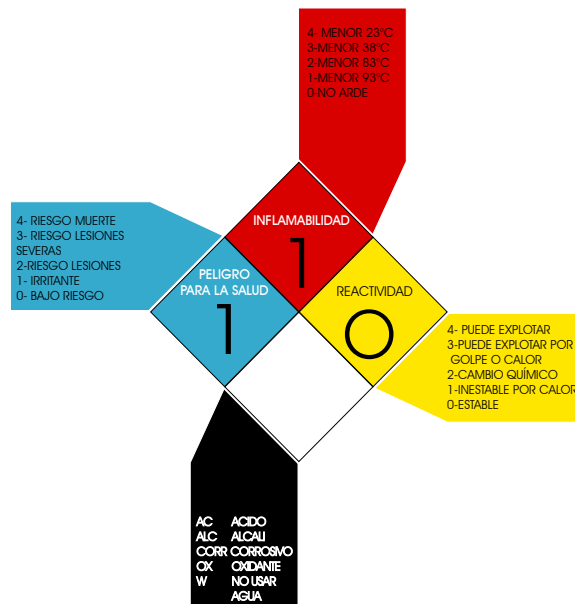 4- MENOR 23°C
3-MENOR 38°C
2-MENOR 83°C
1-MENOR 93°C
0-NO ARDE
INFLAMABILIDAD
1
4- RIESGO MUERTE
3- RIESGO LESIONES
SEVERAS
2-RIESGO LESIONES
1- IRRITANTE
0- BAJO RIESGO
PELIGRO
PARA LA SALUD
1
REACTIVIDAD
0
4- PUEDE EXPLOTAR
3-PUEDE EXPLOTAR POR
GOLPE O CALOR
2-CAMBIO QUÍMICO
1-INESTABLE POR CALOR
0-ESTABLE
AC ACIDO
ALC ALCALI
CORR CORROSIVO
OX OXIDANTE
W NO USAR
AGUA